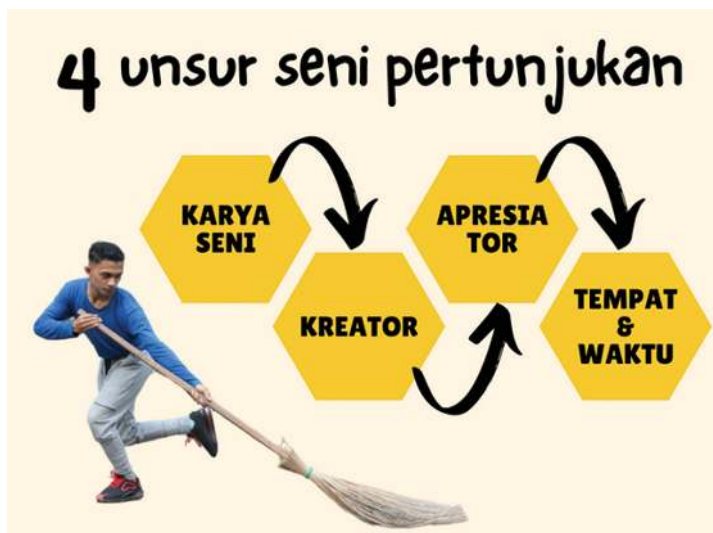 4 unsur seni pertunjukan
KARYA
SENI
KREATOR
APRESIA
TOR
TEMPAT
&
WAKTU